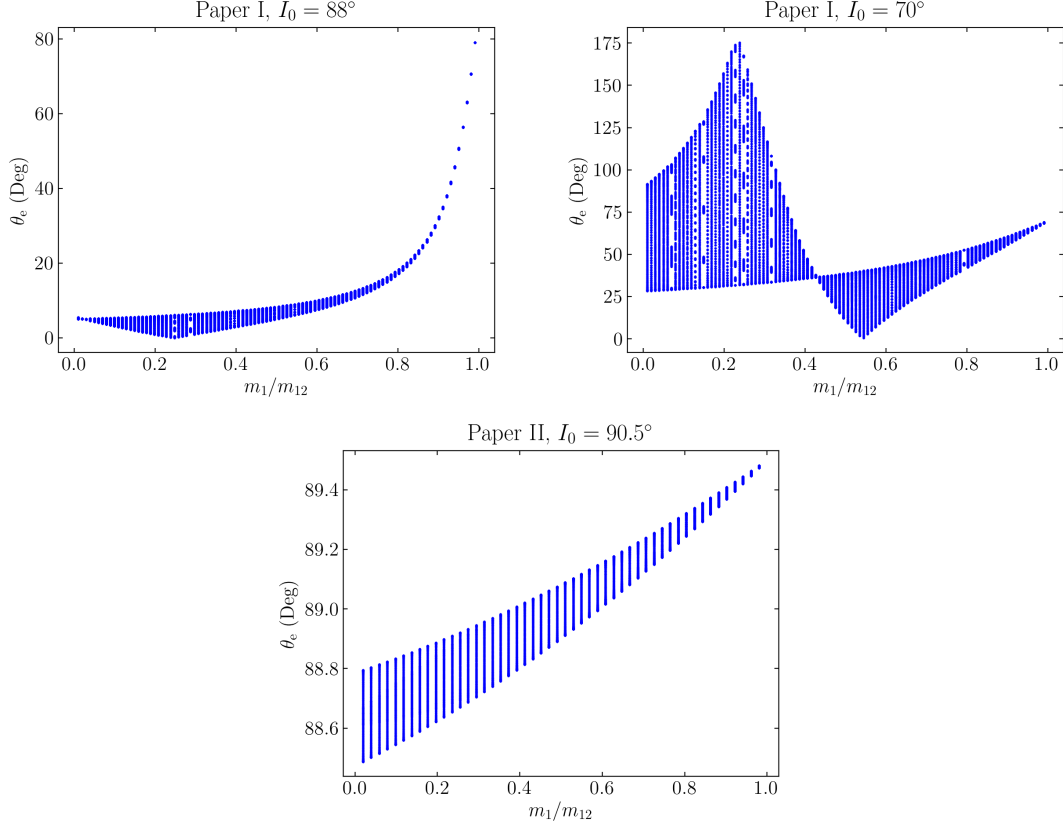 Paper I, I₀ = 88°
80
60
40
20
0
θₑ (Deg)
0.0 0.2 0.4 0.6 0.8 1.0
m₁/m₁₂
Paper I, I₀ = 70°
175
150
125
100
75
50
25
0
θₑ (Deg)
0.0 0.2 0.4 0.6 0.8 1.0
m₁/m₁₂
Paper II, I₀ = 90.5°
89.4
89.2
89.0
88.8
88.6
θₑ (Deg)
0.0 0.2 0.4 0.6 0.8 1.0
m₁/m₁₂